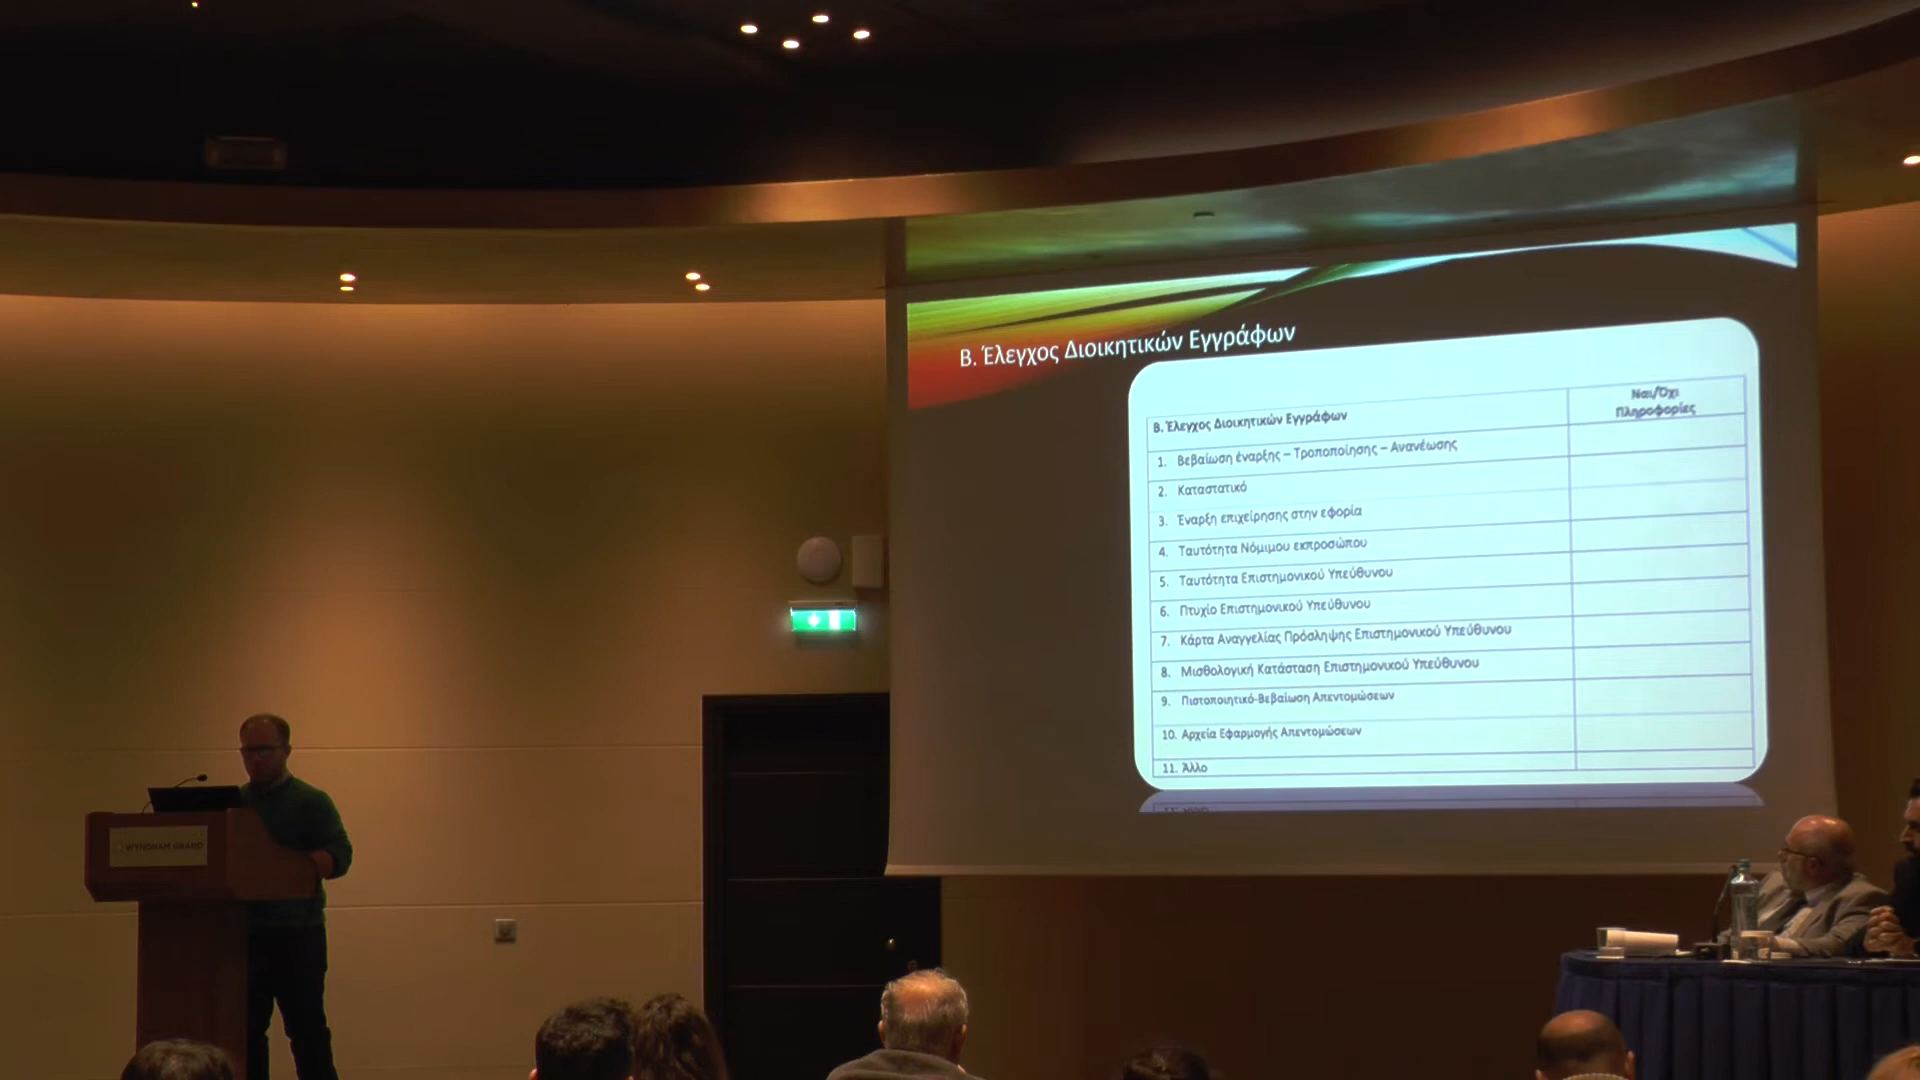 Β. Έλεγχος Διοικητικών Εγγράφων
Β. Έλεγχος Διοικητικών Εγγράφων
Ναι/Όχι
Πληροφορίες
1. Βεβαίωση έναρξης – Τροποποίησης – Ανανέωσης
2. Καταστατικό
3. Έναρξη επιχείρησης στην εφορία
4. Ταυτότητα Νόμιμου εκπροσώπου
5. Ταυτότητα Επιστημονικού Υπεύθυνου
6. Πτυχίο Επιστημονικού Υπεύθυνου
7. Κάρτα Αναγγελίας Πρόσληψης Επιστημονικού Υπεύθυνου
8. Μισθολογική Κατάσταση Επιστημονικού Υπεύθυνου
9. Πιστοποιητικό-Βεβαίωση Απεντομώσεων
10. Αρχεία Εφαρμογής Απεντομώσεων
11. Άλλο
WYNDHAM GRAND